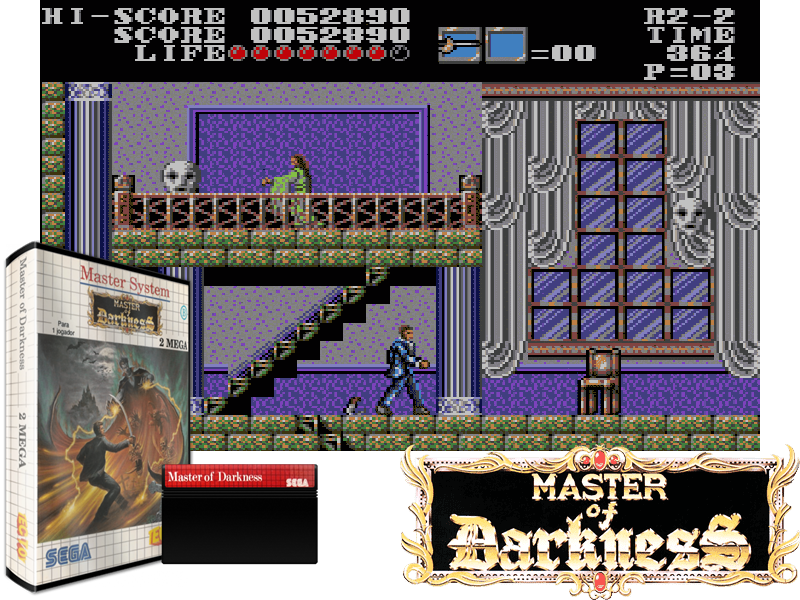 HI-SCORE 0052890
SCORE 0052890
LIFE
=00
R2-2
TIME
364
P=03
Master of Darkness
2 MEGA
SEGA
Master System
MASTER
of
Darkness
Para
1 jogador
2 MEGA
Master of Darkness
SEGA
MASTER
of
Darkness